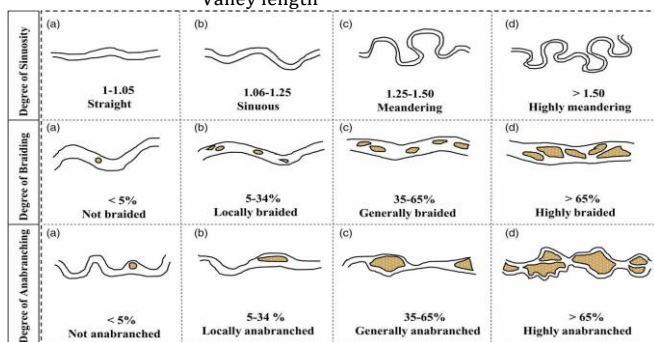 Valley length
Degree of Sinuosity
(a) (b) (c) (d)
1-1.05 1.06-1.25 1.25-1.50 > 1.50
Straight Sinuous Meandering Highly meandering
Degree of Braiding
(a) (b) (c) (d)
< 5% 5-34% 35-65% > 65%
Not braided Locally braided Generally braided Highly braided
Degree of Anabranching
(a) (b) (c) (d)
< 5% 5-34 % 35-65% > 65%
Not anabranched Locally anabranched Generally anabranched Highly anabranched